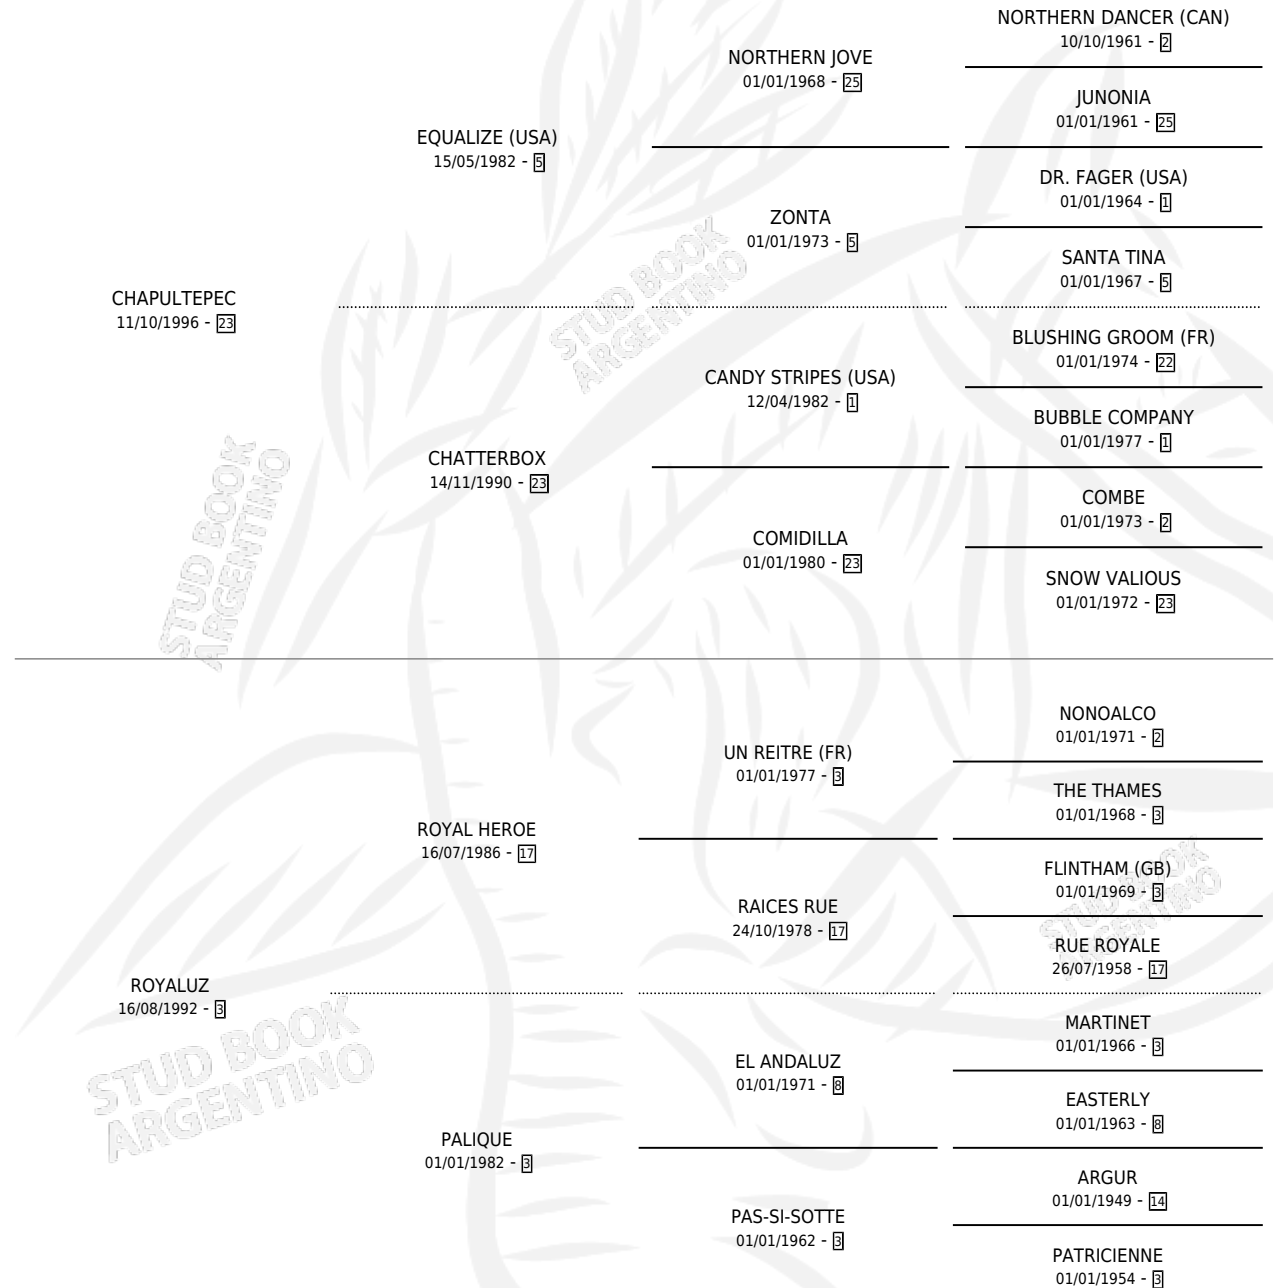 NORTHERN DANCER (CAN)
10/10/1961 - 2
NORTHERN JOVE
01/01/1968 - 25
JUNONIA
01/01/1961 - 25
EQUALIZE (USA)
15/05/1982 - 5
DR. FAGER (USA)
01/01/1964 - 1
ZONTA
01/01/1973 - 5
SANTA TINA
01/01/1967 - 5
CHAPULTEPEC
11/10/1996 - 23
STUD BOOK
ARGENTINO
BLUSHING GROOM (FR)
01/01/1974 - 22
CANDY STRIPES (USA)
12/04/1982 - 1
BUBBLE COMPANY
01/01/1977 - 1
CHATTERBOX
14/11/1990 - 23
COMBE
01/01/1973 - 2
COMIDILLA
01/01/1980 - 23
SNOW VALIOUS
01/01/1972 - 23
STUD BOOK
ARGENTINO
NONOALCO
01/01/1971 - 2
UN REITRE (FR)
01/01/1977 - 3
THE THAMES
01/01/1968 - 3
ROYAL HEROE
16/07/1986 - 17
FLINTHAM (GB)
01/01/1969 - 3
RAICES RUE
24/10/1978 - 17
STUD BOOK
ARGENTINO
RUE ROYALE
26/07/1958 - 17
ROYALUZ
16/08/1992 - 3
MARTINET
01/01/1966 - 3
EL ANDALUZ
01/01/1971 - 8
STUD BOOK
ARGENTINO
EASTERLY
01/01/1963 - 8
PALIQUE
01/01/1982 - 3
ARGUR
01/01/1949 - 14
PAS-SI-SOTTE
01/01/1962 - 3
PATRICIENNE
01/01/1954 - 3